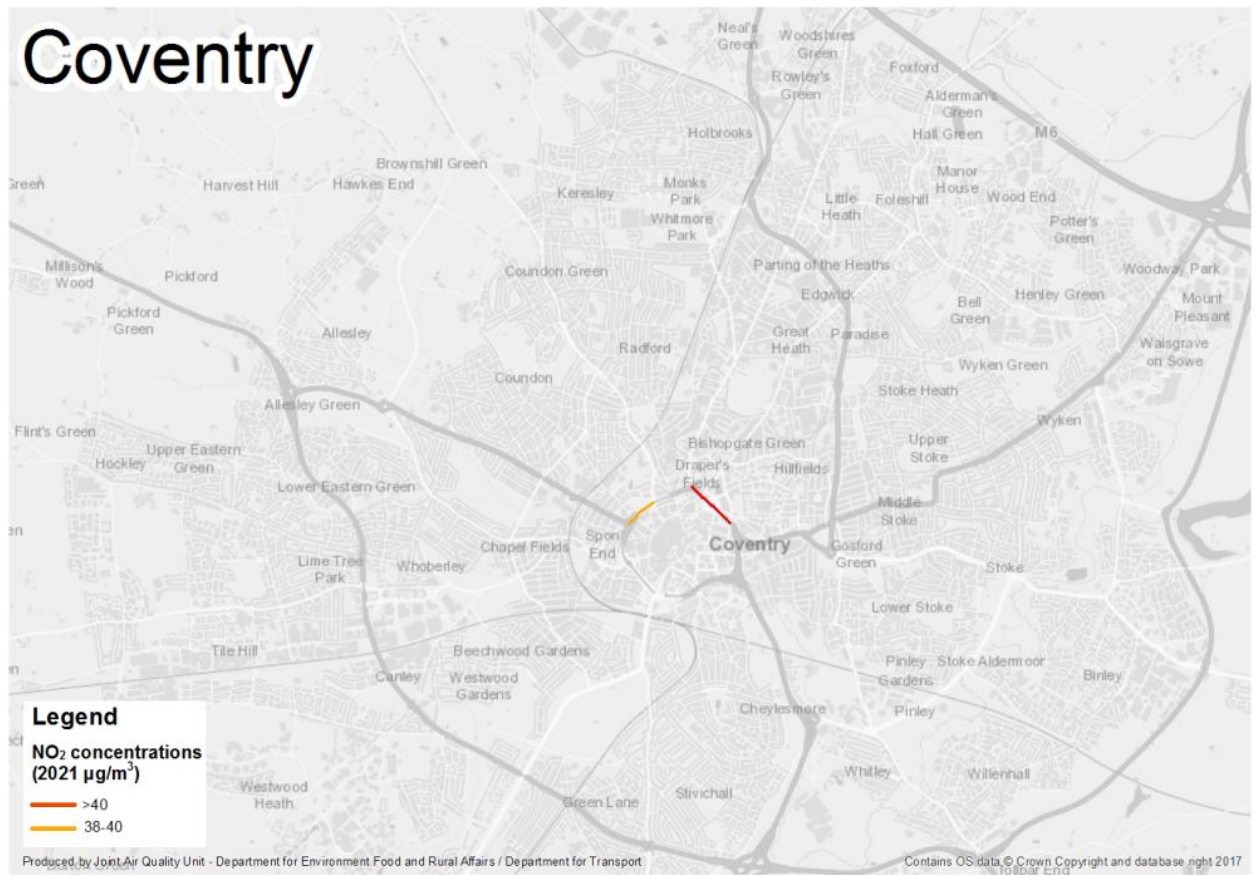 Coventry
Neal's
Green
Woodshires
Green
Rowley's
Green
Foxford
Alderman's
Green
Holbrooks
Hall Green
M6
Brownshill Green
Harvest Hill
Hawkes End
Keresley
Monks
Park
Manor
House
Wood End
Little
Heath
Foleshill
Whitmore
Park
Potter's
Green
Millison's
Wood
Pickford
Coundon Green
Parting of the Heaths
Woodway Park
Edgwick
Henley Green
Mount
Pleasant
Pickford
Green
Bell
Green
Allesley
Radford
Great
Heath
Paradise
Walsgrave
on Sowe
Wyken Green
Coundon
Stoke Heath
Allesley Green
Wyken
Flint's Green
Upper Eastern
Green
Hockley
Bishopgate Green
Upper
Stoke
Draper's
Fields
Hillfields
Lower Eastern Green
Middle
Stoke
Spon
End
Chapel Fields
Coventry
Gosford
Green
Lime Tree
Park
Whoberley
Stoke
Lower Stoke
Tile Hill
Beechwood Gardens
Canley
Westwood
Gardens
Pinley
Gardens
Stoke Aldermoor
Binley
Cheylesmore
Pinley
Legend
NO₂ concentrations
(2021 µg/m³)
>40
38-40
Whitley
Willenhall
Westwood
Heath
Green Lane
Stivichall
Produced by Joint Air Quality Unit - Department for Environment Food and Rural Affairs / Department for Transport
Contains OS data © Crown Copyright and database right 2017